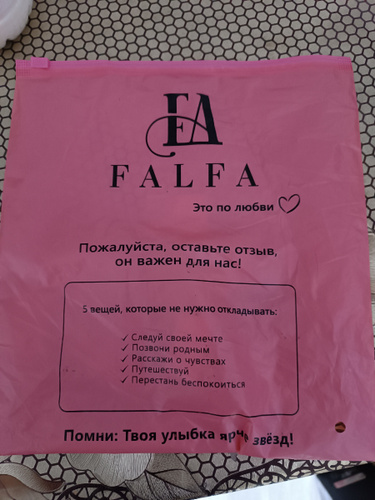 FA
FALFA
Это по любви
Пожалуйста, оставьте отзыв,
он важен для нас!
5 вещей, которые не нужно откладывать:
✓ Следуй своей мечте
✓ Позвони родным
✓ Расскажи о чувствах
✓ Путешествуй
✓ Перестань беспокоиться
Помни: Твоя улыбка ярче звёзд!